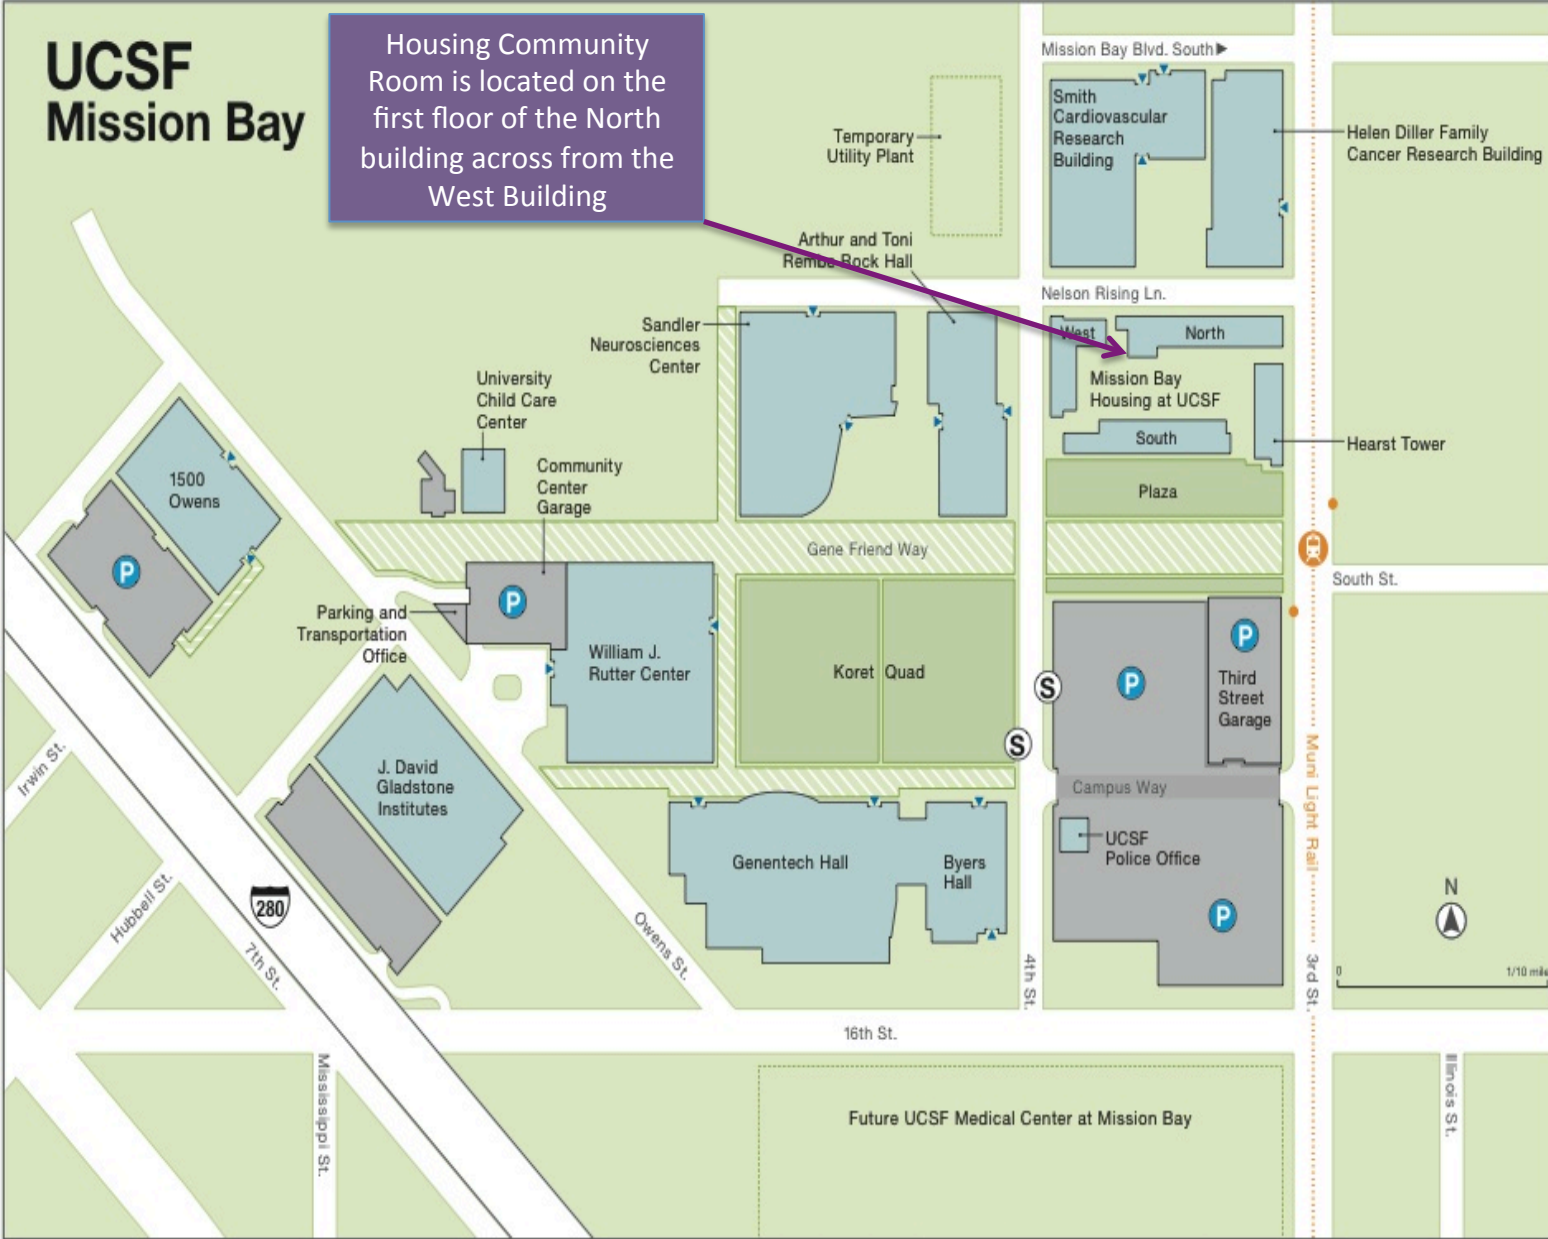 UCSF
Mission Bay
Housing Community
Room is located on the
first floor of the North
building across from the
West Building
Mission Bay Blvd. South
Smith
Cardiovascular
Research
Building
Helen Diller Family
Cancer Research Building
Temporary
Utility Plant
Arthur and Toni
Rembe Rock Hall
Nelson Rising Ln.
Sandler
Neurosciences
Center
West
North
Mission Bay
Housing at UCSF
South
Hearst Tower
Plaza
University
Child Care
Center
Community
Center
Garage
1500
Owens
P
Gene Friend Way
South St.
P
Parking and
Transportation
Office
William J.
Rutter Center
Koret Quad
S
S
P
P
Third
Street
Garage
Muni Light Rail
Campus Way
UCSF
Police Office
P
J. David
Gladstone
Institutes
Genentech Hall
Byers
Hall
Irwin St.
Hubbell St.
280
7th St.
Owens St.
4th St.
3rd St.
N
0
1/10 mile
16th St.
Mississippi St.
Illinois St.
Future UCSF Medical Center at Mission Bay